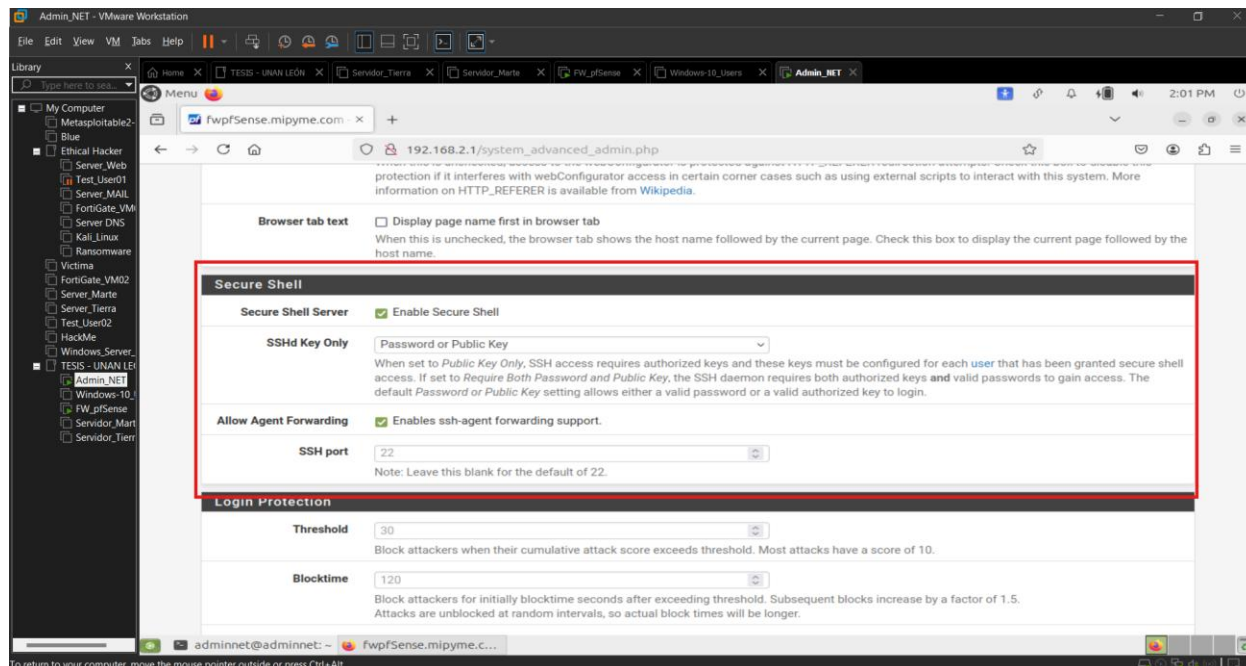 Admin_NET - VMware Workstation
File Edit View VM Tabs Help
Library
Type here to sea...
My Computer
Metasploitable2-
Blue
Ethical Hacker
Server_Web
Test_User01
Server_MAIL
FortiGate_VM
Server DNS
Kali_Linux
Ransomware
Victima
FortiGate_VM02
Server_Marte
Server_Tierra
Test_User02
HackMe
Windows_Server_
TESIS - UNAN LE
Admin_NET
Windows-10_
FW_pfSense
Servidor_Mart
Servidor_Tierr
Home TESIS - UNAN LEÓN Servidor_Tierra Servidor_Marte FW_pfSense Windows-10_Users Admin_NET
Menu 2:01 PM
fwpfSense.mipyme.com -
192.168.2.1/system_advanced_admin.php
protection if it interferes with webConfigurator access in certain corner cases such as using external scripts to interact with this system. More
information on HTTP_REFERER is available from Wikipedia.
Browser tab text Display page name first in browser tab
When this is unchecked, the browser tab shows the host name followed by the current page. Check this box to display the current page followed by the
host name.
Secure Shell
Secure Shell Server Enable Secure Shell
SSHd Key Only Password or Public Key
When set to Public Key Only, SSH access requires authorized keys and these keys must be configured for each user that has been granted secure shell
access. If set to Require Both Password and Public Key, the SSH daemon requires both authorized keys and valid passwords to gain access. The
default Password or Public Key setting allows either a valid password or a valid authorized key to login.
Allow Agent Forwarding Enables ssh-agent forwarding support.
SSH port 22
Note: Leave this blank for the default of 22.
Login Protection
Threshold 30
Block attackers when their cumulative attack score exceeds threshold. Most attacks have a score of 10.
Blocktime 120
Block attackers for initially blocktime seconds after exceeding threshold. Subsequent blocks increase by a factor of 1.5.
Attacks are unblocked at random intervals, so actual block times will be longer.
adminnet@adminnet: ~ fwpfSense.mipyme.c...
To return to your computer, move the mouse pointer outside or press Ctrl+Alt.